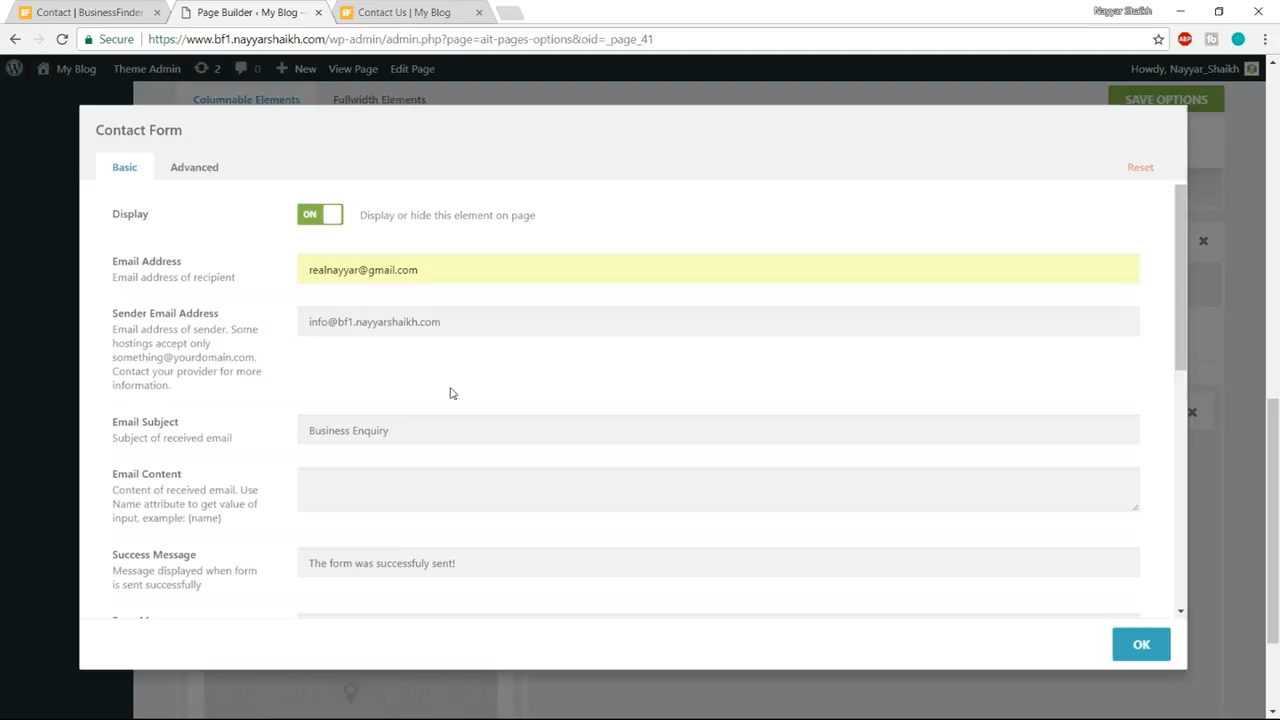 Contact | BusinessFinder
Page Builder ‹ My Blog —
Contact Us | My Blog
Nayyar Shaikh
Secure
https://www.bf1.nayyarshaikh.com/wp-admin/admin.php?page=ait-pages-options&oid=_page_41
ABP
My Blog
Theme Admin
2
0
New
View Page
Edit Page
Howdy, Nayyar_Shaikh
Columnable Elements
Fullwidth Elements
SAVE OPTIONS
Contact Form
Basic
Advanced
Reset
Display
ON
Display or hide this element on page
Email Address
Email address of recipient
realnayyar@gmail.com
Sender Email Address
Email address of sender. Some
hostings accept only
something@yourdomain.com.
Contact your provider for more
information.
info@bf1.nayyarshaikh.com
Email Subject
Subject of received email
Business Enquiry
Email Content
Content of received email. Use
Name attribute to get value of
input, example: {name}
Success Message
Message displayed when form
is sent successfully
The form was successfuly sent!
OK